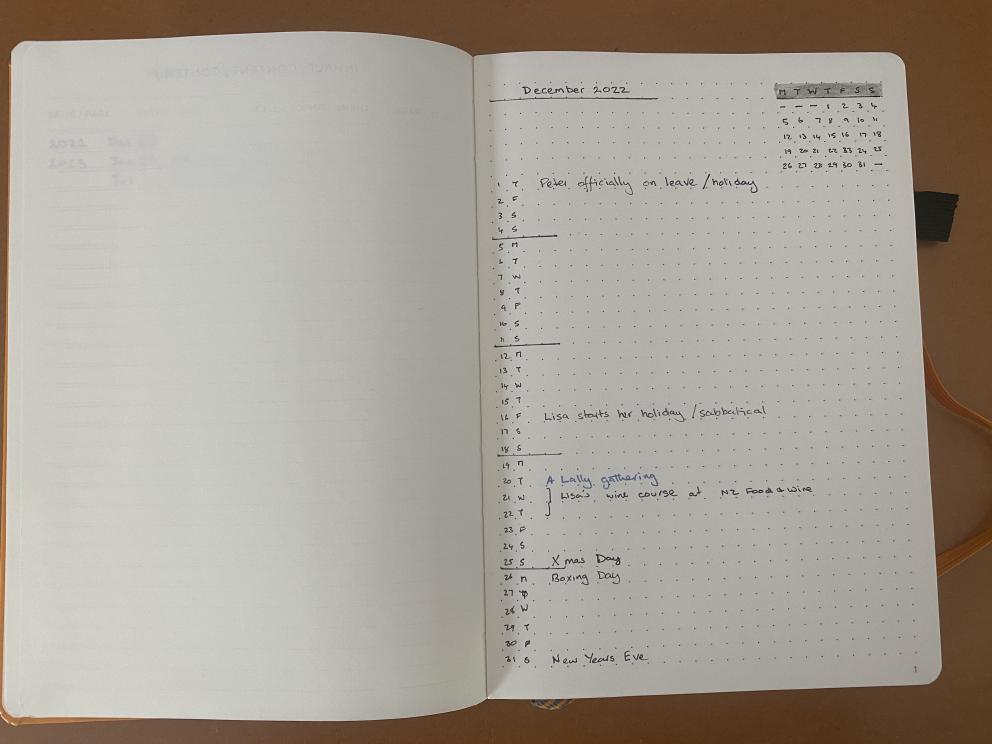 December 2022
M T W T F S S
- - - 1 2 3 4
5 6 7 8 9 10 11
12 13 14 15 16 17 18
19 20 21 22 23 24 25
26 27 28 29 30 31 -
1 T Peter officially on leave / holiday
2 F
3 S
4 S
5 M
6 T
7 W
8 T
9 F
10 S
11 S
12 M
13 T
14 W
15 T
16 F Lisa starts her holiday / sabbatical
17 S
18 S
19 M
20 T A Lally gathering
21 W } Lisa's wine course at NZ Food & Wine
22 T
23 F
24 S
25 S Xmas Day
26 M Boxing Day
27 T
28 W
29 T
30 F
31 S New Years Eve
1